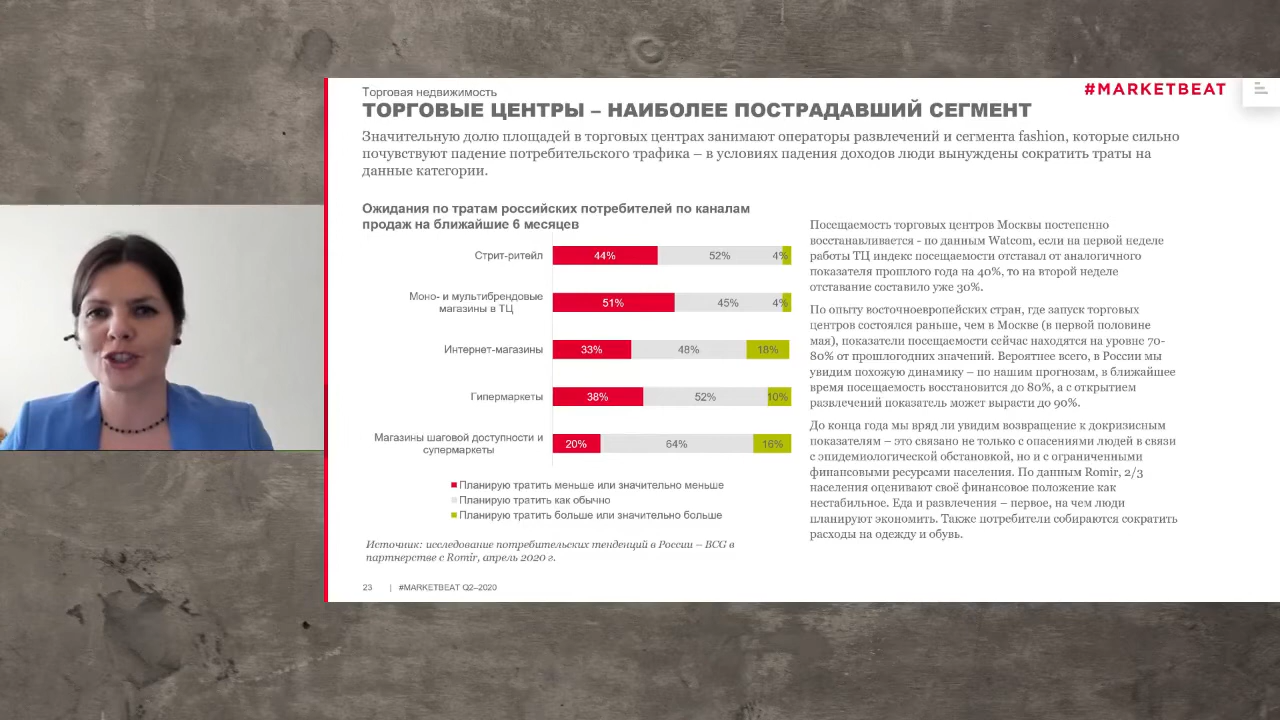 #MARKETBEAT
Торговая недвижимость
ТОРГОВЫЕ ЦЕНТРЫ – НАИБОЛЕЕ ПОСТРАДАВШИЙ СЕГМЕНТ
Значительную долю площадей в торговых центрах занимают операторы развлечений и сегмента fashion, которые сильно
почувствуют падение потребительского трафика – в условиях падения доходов люди вынуждены сократить траты на
данные категории.
Ожидания по тратам российских потребителей по каналам
продаж на ближайшие 6 месяцев
Стрит-ритейл 44% 52% 4%
Моно- и мультибрендовые
магазины в ТЦ
51% 45% 4%
Интернет-магазины 33% 48% 18%
Гипермаркеты 38% 52% 10%
Магазины шаговой доступности и
супермаркеты
20% 64% 16%
Планирую тратить меньше или значительно меньше
Планирую тратить как обычно
Планирую тратить больше или значительно больше
Источник: исследование потребительских тенденций в России – BCG в
партнерстве с Romir, апрель 2020 г.
Посещаемость торговых центров Москвы постепенно
восстанавливается - по данным Watcom, если на первой неделе
работы ТЦ индекс посещаемости отставал от аналогичного
показателя прошлого года на 40%, то на второй неделе
отставание составило уже 30%.
По опыту восточноевропейских стран, где запуск торговых
центров состоялся раньше, чем в Москве (в первой половине
мая), показатели посещаемости сейчас находятся на уровне 70-
80% от прошлогодних значений. Вероятнее всего, в России мы
увидим похожую динамику – по нашим прогнозам, в ближайшее
время посещаемость восстановится до 80%, а с открытием
развлечений показатель может вырасти до 90%.
До конца года мы вряд ли увидим возвращение к докризисным
показателям – это связано не только с опасениями людей в связи
с эпидемиологической обстановкой, но и с ограниченными
финансовыми ресурсами населения. По данным Romir, 2/3
населения оценивают своё финансовое положение как
нестабильное. Еда и развлечения – первое, на чем люди
планируют экономить. Также потребители собираются сократить
расходы на одежду и обувь.
23 | #MARKETBEAT Q2–2020